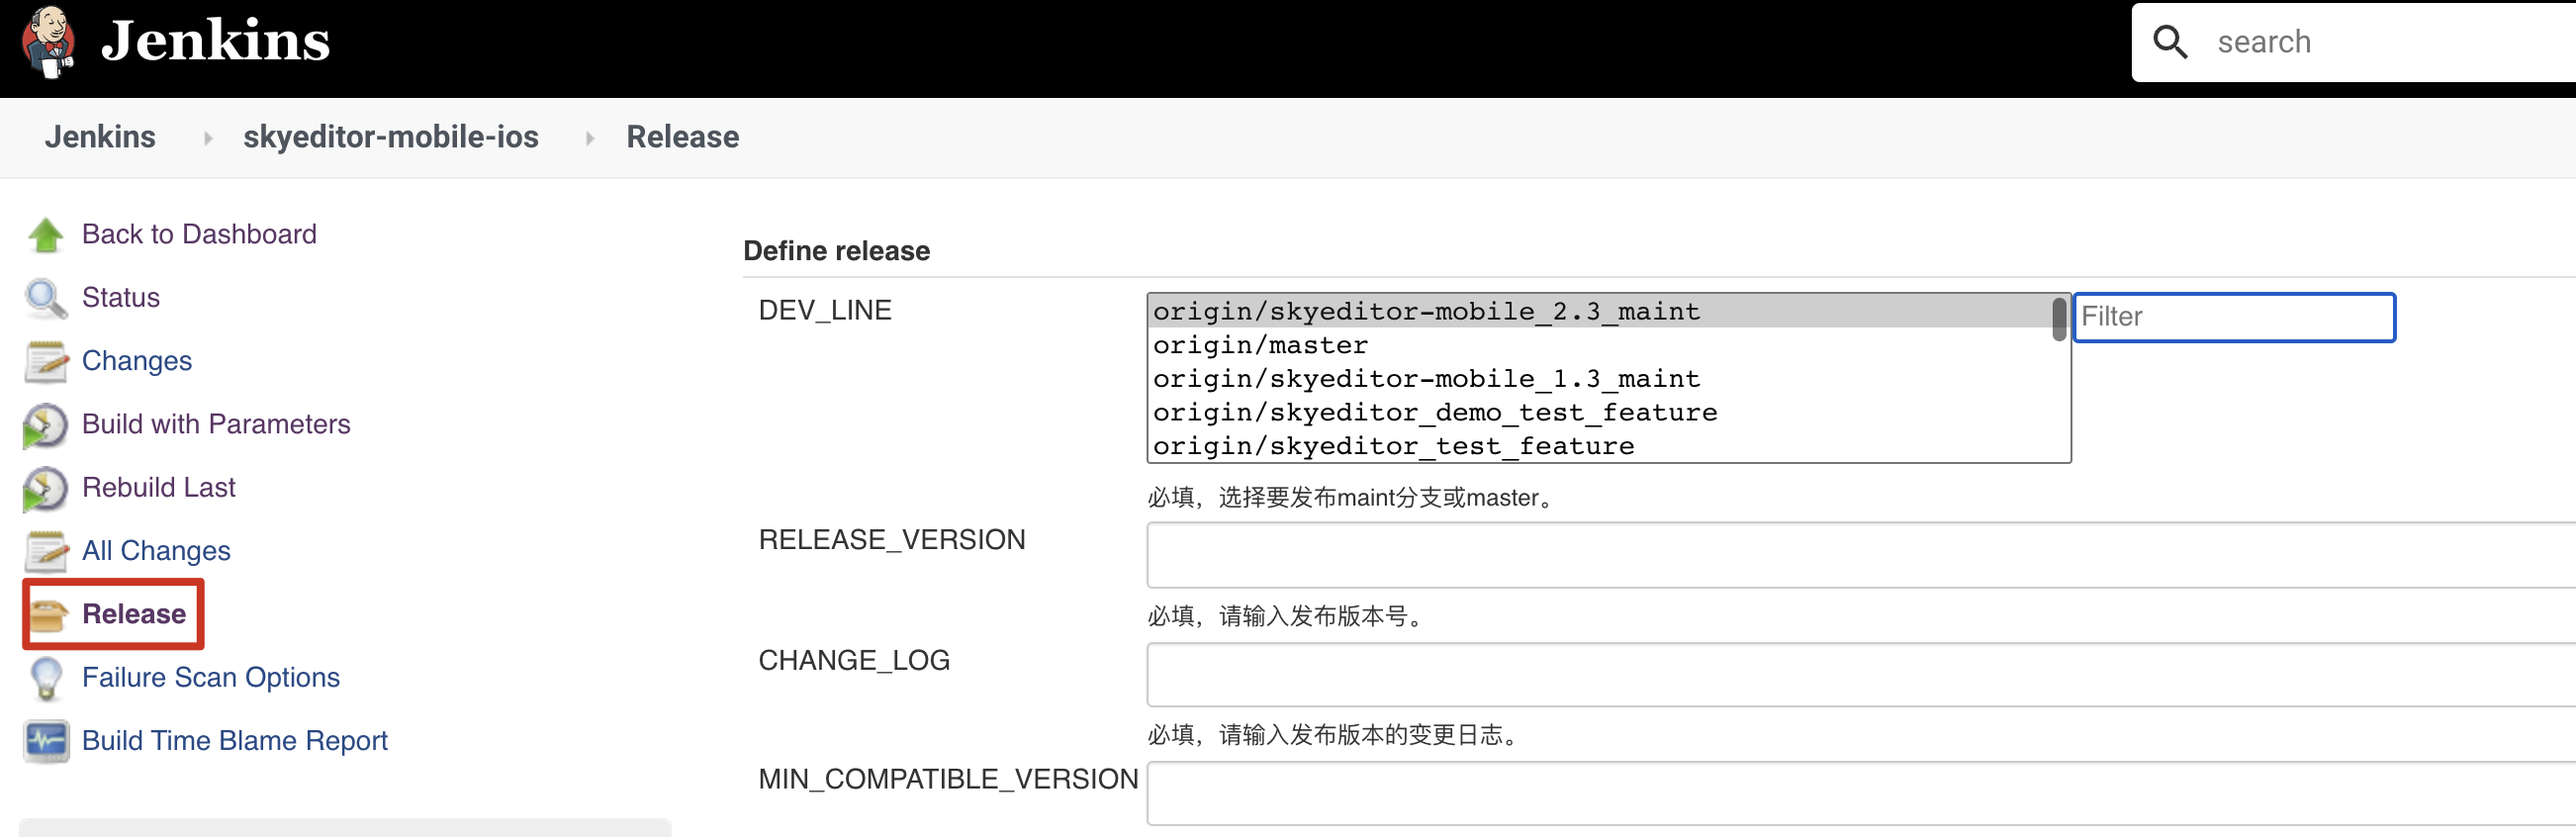 Jenkins
search
Jenkins
skyeditor-mobile-ios
Release
Back to Dashboard
Status
Changes
Build with Parameters
Rebuild Last
All Changes
Release
Failure Scan Options
Build Time Blame Report
Define release
DEV_LINE
origin/skyeditor-mobile_2.3_maint
origin/master
origin/skyeditor-mobile_1.3_maint
origin/skyeditor_demo_test_feature
origin/skyeditor_test_feature
Filter
必填，选择要发布maint分支或master。
RELEASE_VERSION
必填，请输入发布版本号。
CHANGE_LOG
必填，请输入发布版本的变更日志。
MIN_COMPATIBLE_VERSION